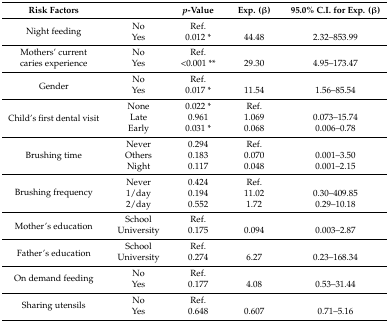 Risk Factors p-Value Exp. (β) 95.0% C.I. for Exp. (β)
Night feeding No Ref.
Yes 0.012 * 44.48 2.32–853.99
Mothers' current caries experience No Ref.
Yes <0.001 ** 29.30 4.95–173.47
Gender No Ref.
Yes 0.017 * 11.54 1.56–85.54
Child's first dental visit None 0.022 * Ref.
Late 0.961 1.069 0.073–15.74
Early 0.031 * 0.068 0.006–0.78
Brushing time Never 0.294 Ref.
Others 0.183 0.070 0.001–3.50
Night 0.117 0.048 0.001–2.15
Brushing frequency Never 0.424 Ref.
1/day 0.194 11.02 0.30–409.85
2/day 0.552 1.72 0.29–10.18
Mother's education School Ref.
University 0.175 0.094 0.003–2.87
Father's education School Ref.
University 0.274 6.27 0.23–168.34
On demand feeding No Ref.
Yes 0.177 4.08 0.53–31.44
Sharing utensils No Ref.
Yes 0.648 0.607 0.71–5.16